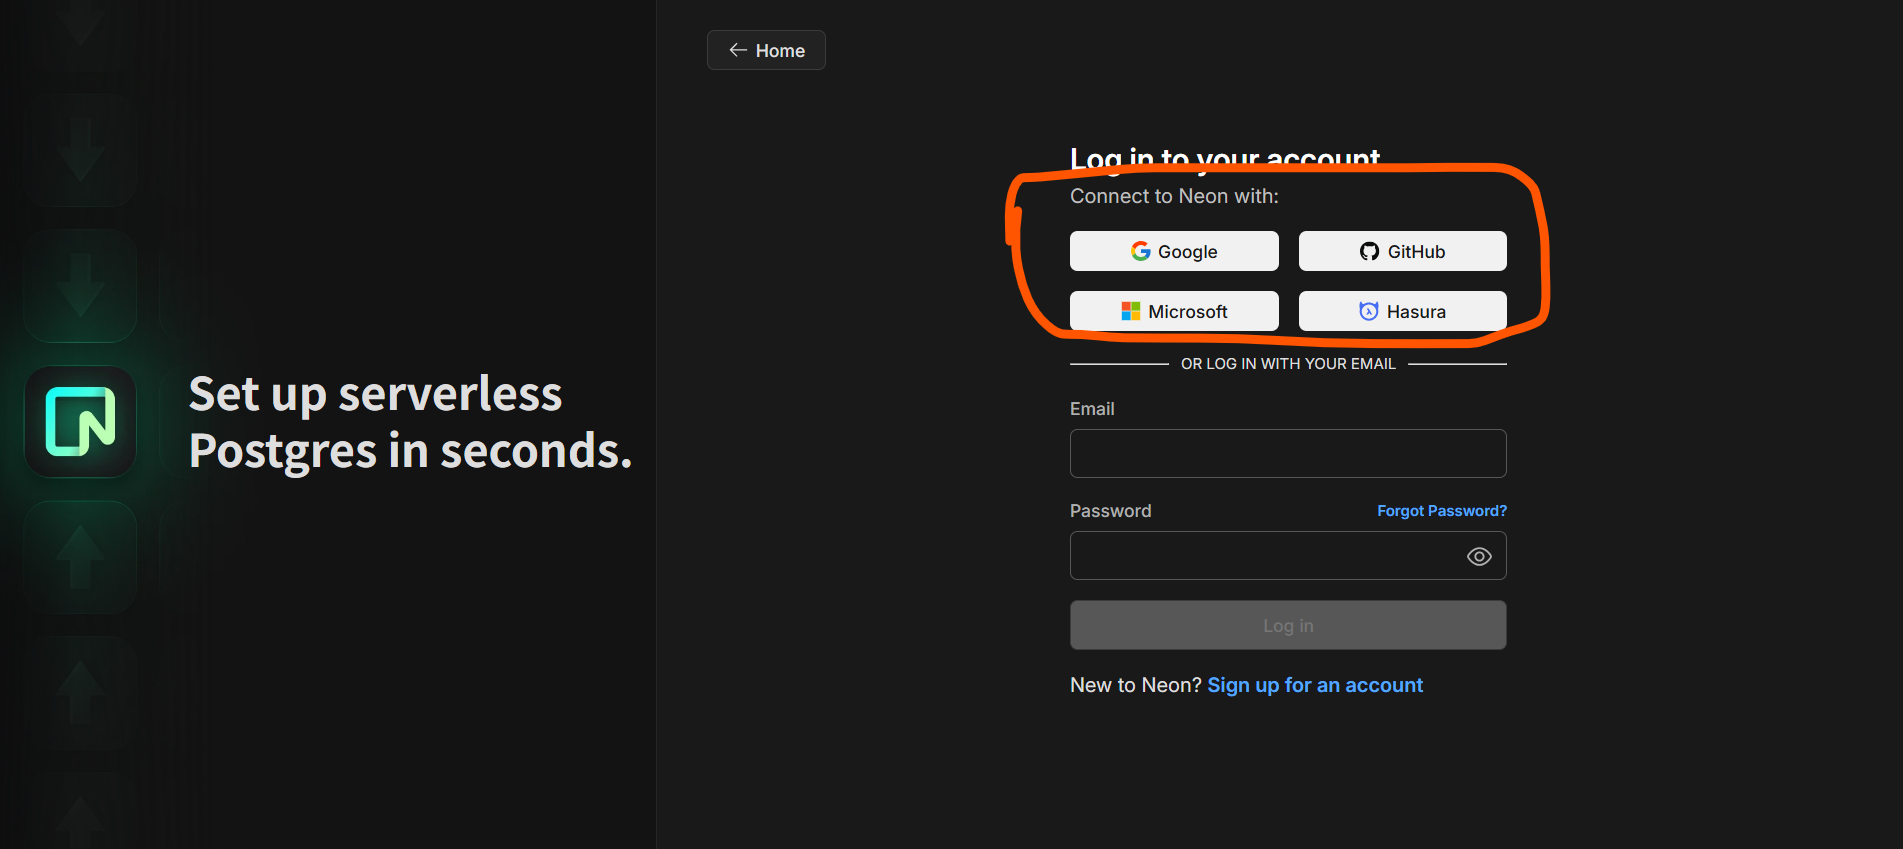 Home
Log in to your account
Connect to Neon with:
Google
GitHub
Microsoft
Hasura
OR LOG IN WITH YOUR EMAIL
Set up serverless
Postgres in seconds.
Email
Password
Forgot Password?
Log in
New to Neon? Sign up for an account